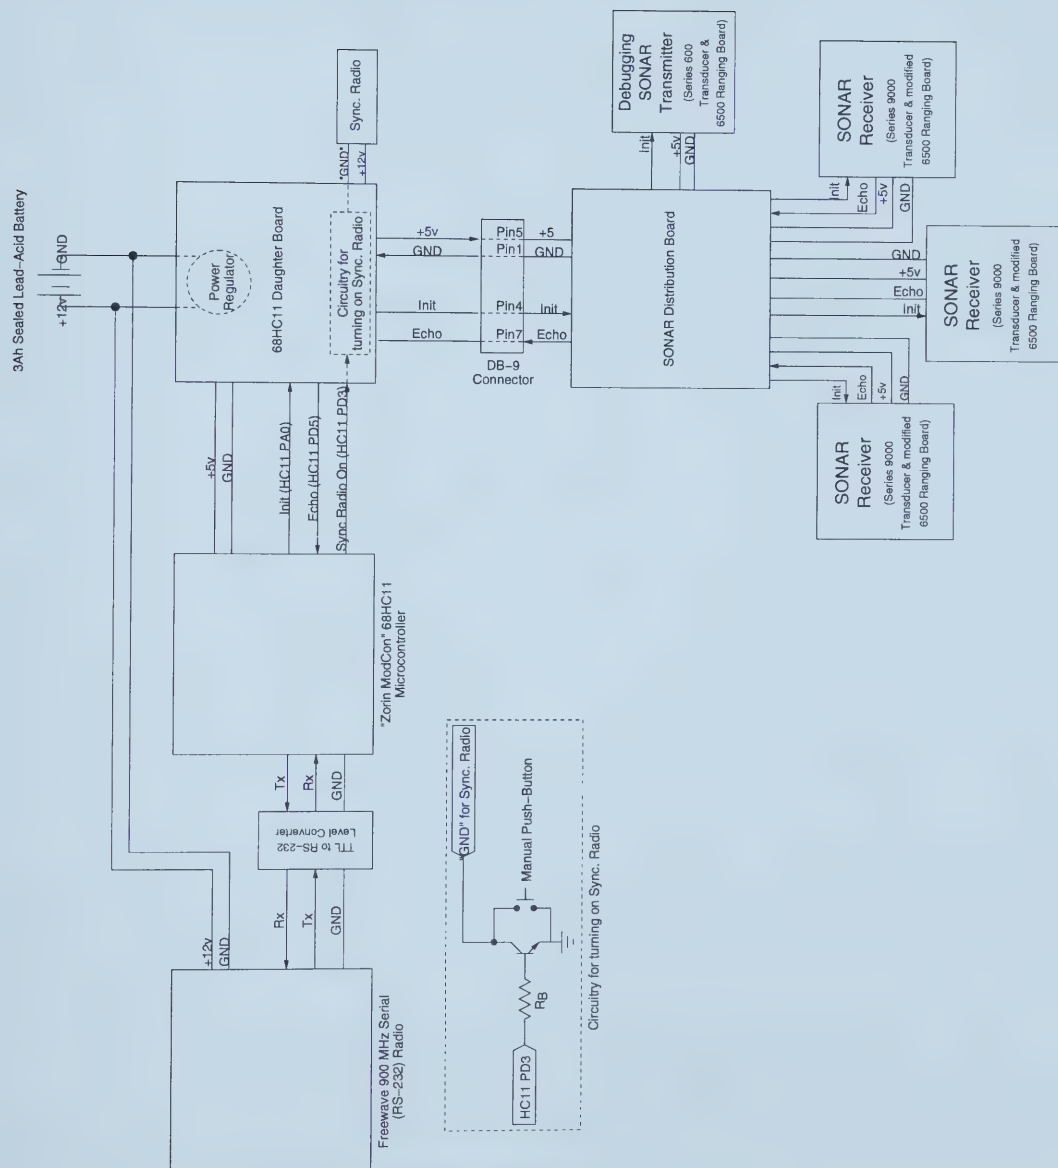 3Ah Sealed Lead-Acid Battery
+12v
GND
Power
Regulator
68HC11 Daughter Board
Circuitry for
turning on Sync. Radio
"GND"
+12v
Sync. Radio
+5v
GND
Init
Echo
Pin5
Pin1
Pin4
Pin7
DB-9
Connector
+5
GND
Init
Echo
SONAR Distribution Board
Init
+5v
GND
Debugging
SONAR
Transmitter
(Series 600
Transducer &
6500 Ranging Board)
Init
Echo
+5v
GND
SONAR
Receiver
(Series 9000
Transducer & modified
6500 Ranging Board)
GND
+5v
Echo
Init
SONAR
Receiver
(Series 9000
Transducer & modified
6500 Ranging Board)
Init
Echo
+5v
GND
SONAR
Receiver
(Series 9000
Transducer & modified
6500 Ranging Board)
+5v
GND
Init (HC11 PA0)
Echo (HC11 PD5)
Sync Radio On (HC11 PD3)
"Zorin ModCon" 68HC11
Microcontroller
Tx
Rx
GND
TTL to RS-232
Level Converter
Rx
Tx
GND
+12v
GND
Freewave 900 MHz Serial
(RS-232) Radio
"GND" for Sync. Radio
Manual Push-Button
RB
HC11 PD3
Circuitry for turning on Sync. Radio